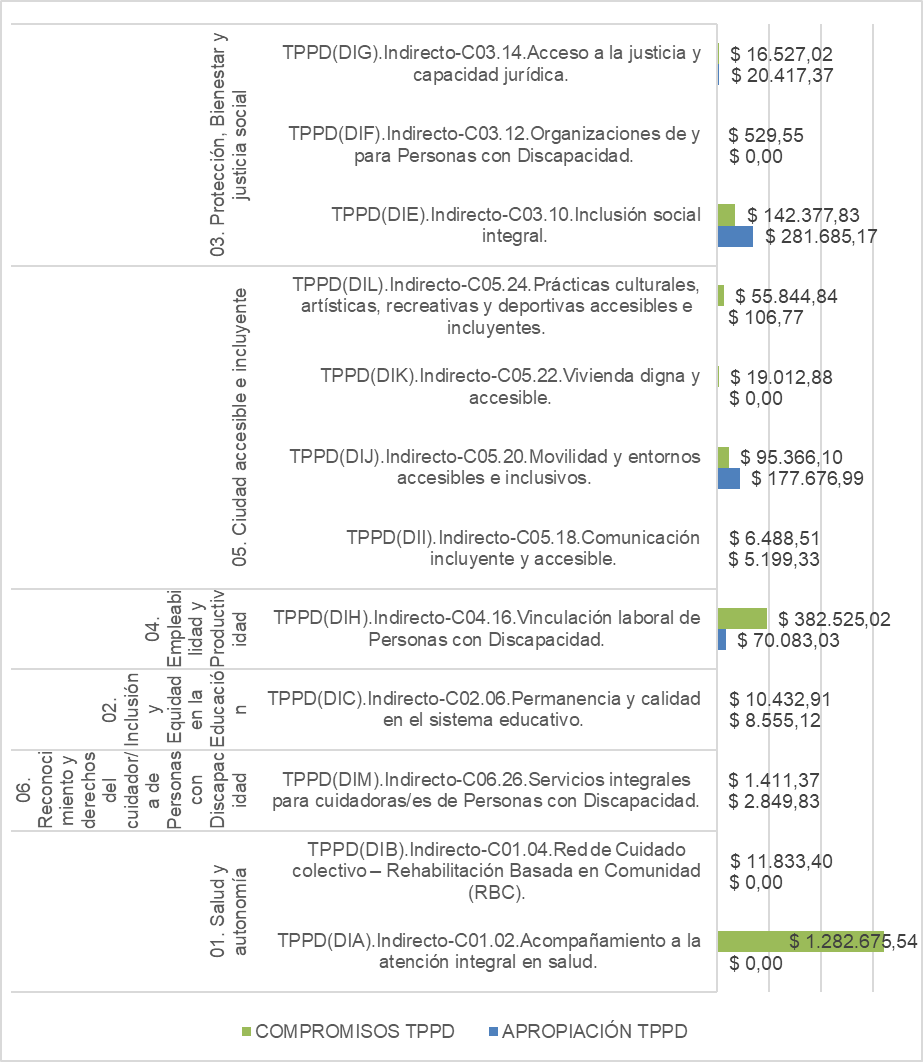 03. Protección, Bienestar y
justicia social
TPPD(DIG).Indirecto-C03.14.Acceso a la justicia y
capacidad jurídica.
$ 16.527,02
$ 20.417,37
TPPD(DIF).Indirecto-C03.12.Organizaciones de y
para Personas con Discapacidad.
$ 529,55
$ 0,00
TPPD(DIE).Indirecto-C03.10.Inclusión social
integral.
$ 142.377,83
$ 281.685,17
05. Ciudad accesible e incluyente
TPPD(DIL).Indirecto-C05.24.Prácticas culturales,
artísticas, recreativas y deportivas accesibles e
incluyentes.
$ 55.844,84
$ 106,77
TPPD(DIK).Indirecto-C05.22.Vivienda digna y
accesible.
$ 19.012,88
$ 0,00
TPPD(DIJ).Indirecto-C05.20.Movilidad y entornos
accesibles e inclusivos.
$ 95.366,10
$ 177.676,99
TPPD(DII).Indirecto-C05.18.Comunicación
incluyente y accesible.
$ 6.488,51
$ 5.199,33
04.
Empleabi
lidad y
Productiv
idad
TPPD(DIH).Indirecto-C04.16.Vinculación laboral de
Personas con Discapacidad.
$ 382.525,02
$ 70.083,03
02.
Inclusión
y
Equidad
en la
Educació
n
TPPD(DIC).Indirecto-C02.06.Permanencia y calidad
en el sistema educativo.
$ 10.432,91
$ 8.555,12
06.
Reconoci
miento y
derechos
del
cuidador/
a de
Personas
con
Discapac
idad
TPPD(DIM).Indirecto-C06.26.Servicios integrales
para cuidadoras/es de Personas con Discapacidad.
$ 1.411,37
$ 2.849,83
01. Salud y
autonomía
TPPD(DIB).Indirecto-C01.04.Red de Cuidado
colectivo – Rehabilitación Basada en Comunidad
(RBC).
$ 11.833,40
$ 0,00
TPPD(DIA).Indirecto-C01.02.Acompañamiento a la
atención integral en salud.
$ 1.282.675,54
$ 0,00
COMPROMISOS TPPD
APROPIACIÓN TPPD